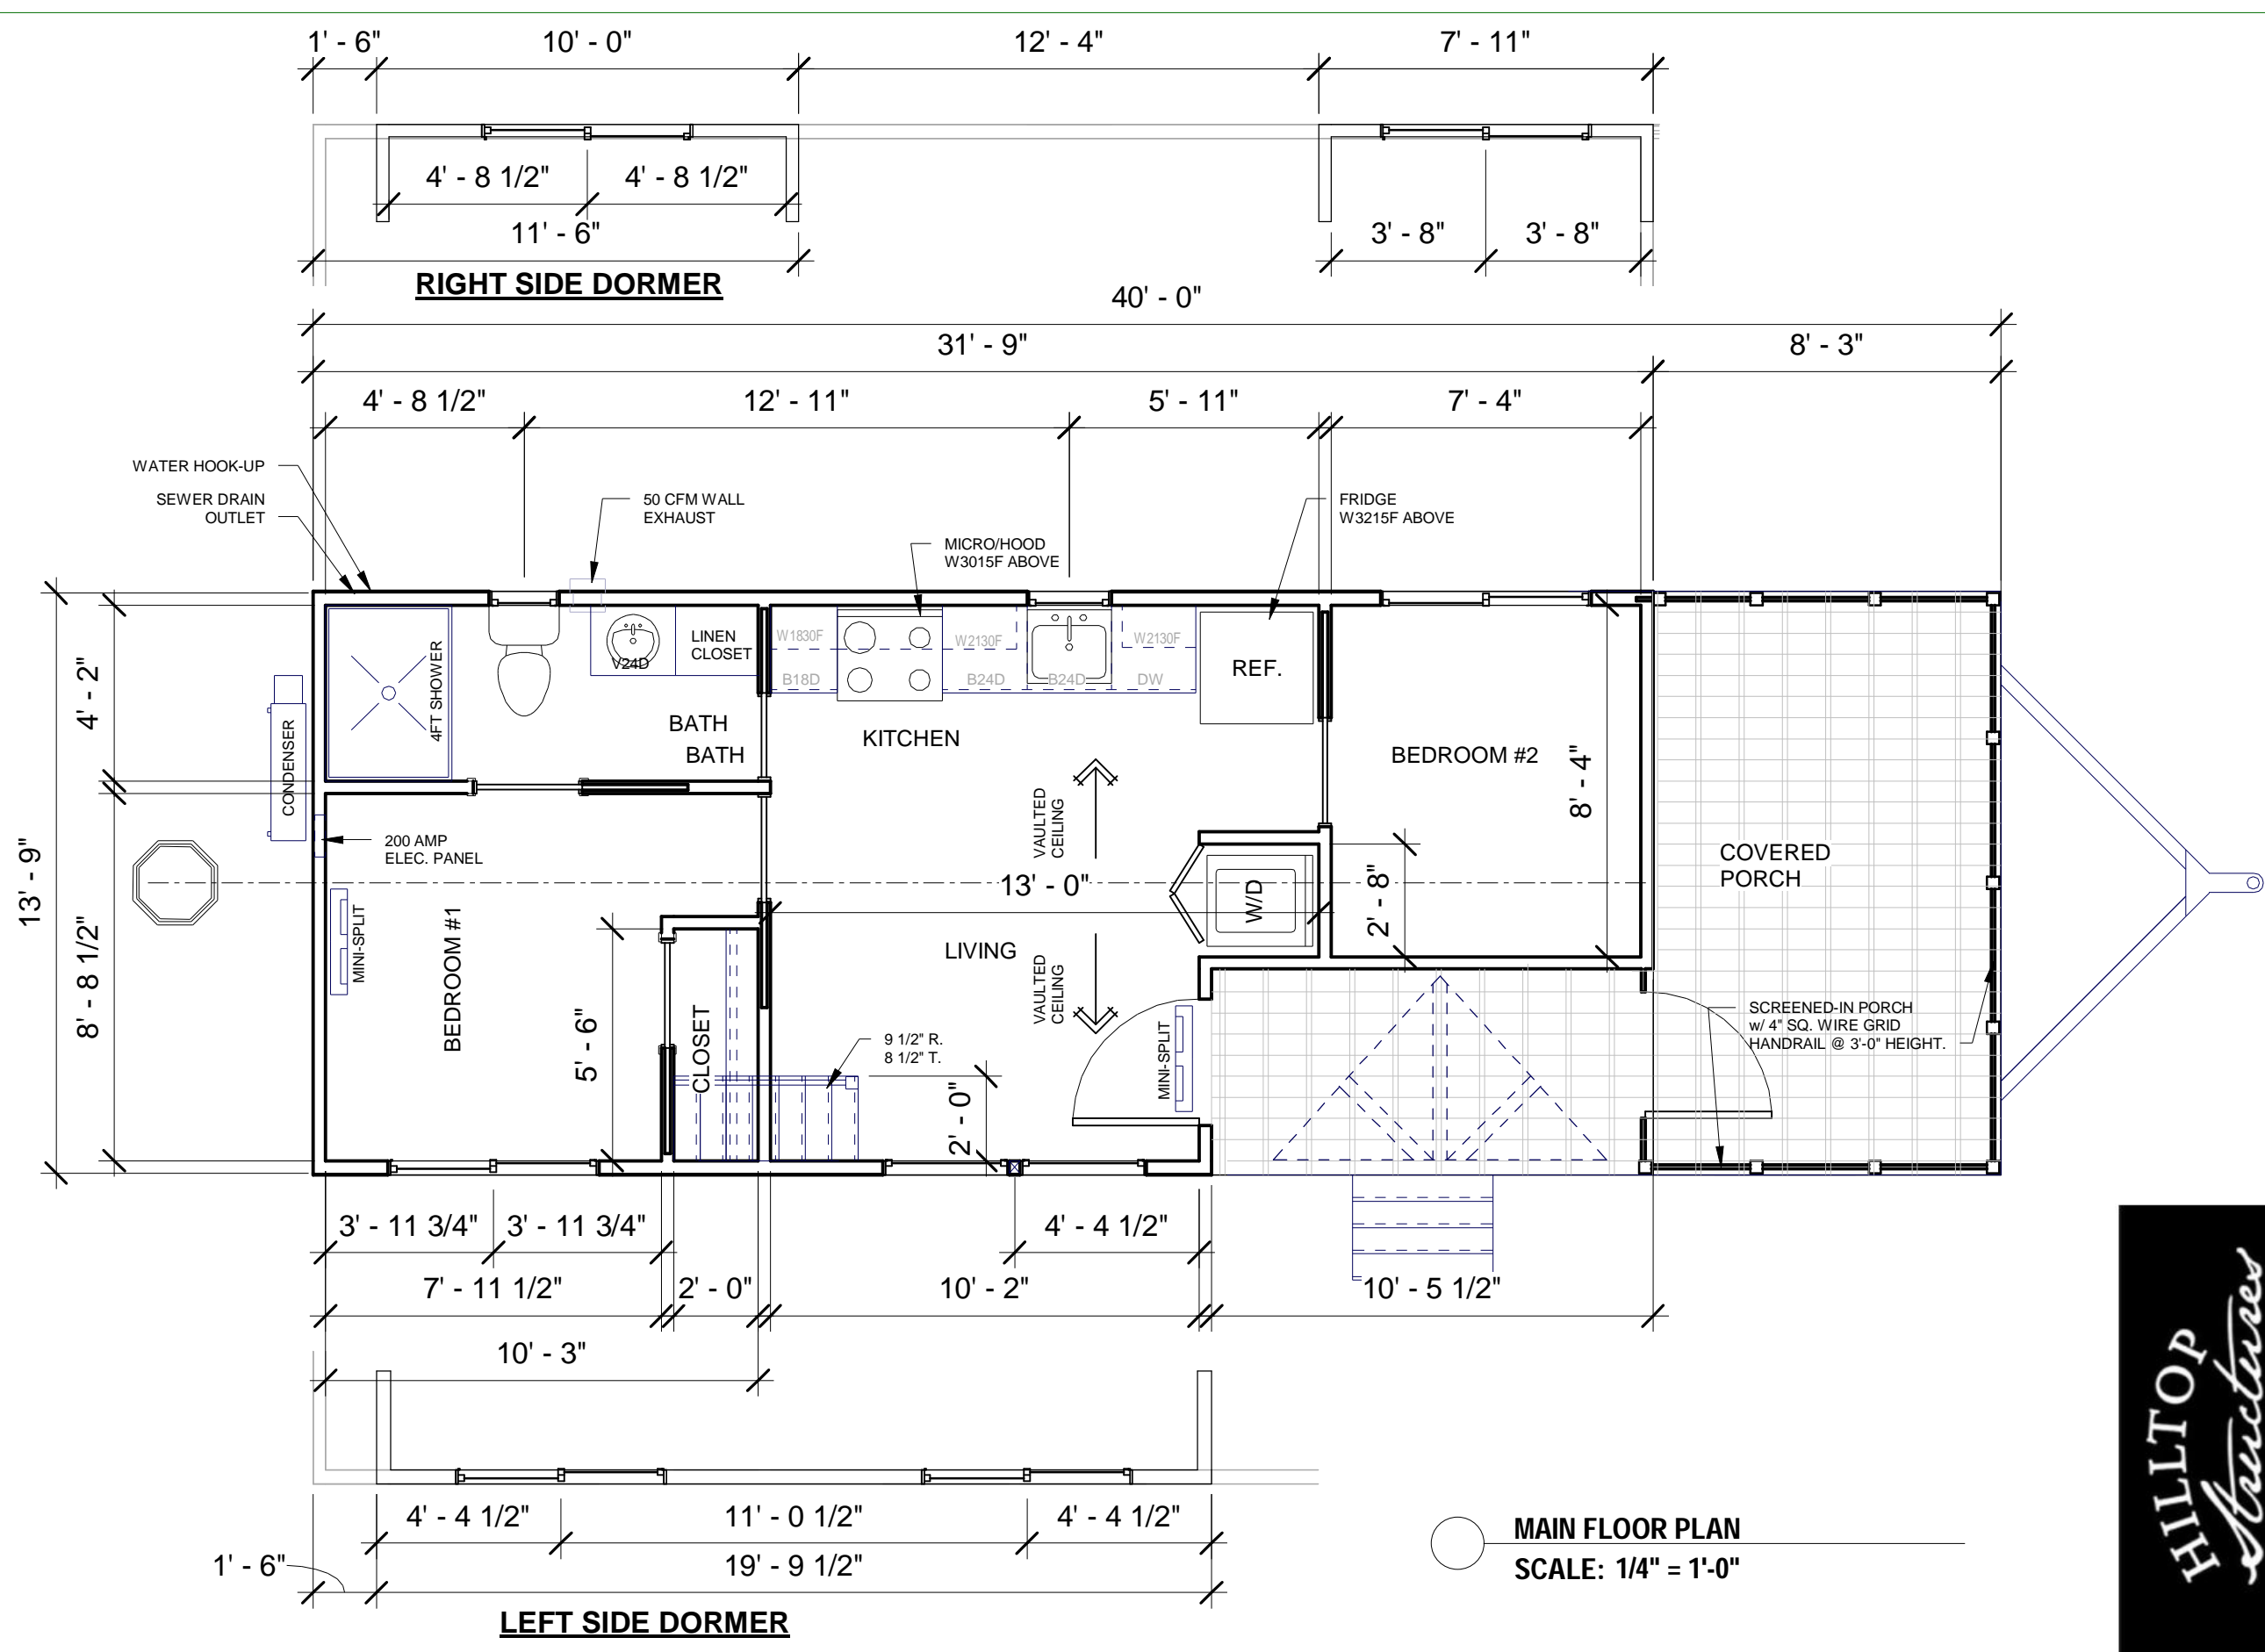 1' - 6"
10' - 0"
12' - 4"
7' - 11"
4' - 8 1/2"
4' - 8 1/2"
11' - 6"
3' - 8"
3' - 8"
RIGHT SIDE DORMER
40' - 0"
31' - 9"
8' - 3"
4' - 8 1/2"
12' - 11"
5' - 11"
7' - 4"
WATER HOOK-UP
SEWER DRAIN
OUTLET
50 CFM WALL
EXHAUST
MICRO/HOOD
W3015F ABOVE
FRIDGE
W3215F ABOVE
13' - 9"
4' - 2"
8' - 8 1/2"
CONDENSER
4FT SHOWER
V24D
LINEN
CLOSET
BATH
BATH
W1830F
B18D
W2130F
B24D
B24D
W2130F
DW
REF.
KITCHEN
BEDROOM #2
8' - 4"
200 AMP
ELEC. PANEL
MINI-SPLIT
BEDROOM #1
VAULTED
CEILING
13' - 0"
W/D
2' - 8"
COVERED
PORCH
LIVING
VAULTED
CEILING
5' - 6"
CLOSET
9 1/2" R.
8 1/2" T.
2' - 0"
MINI-SPLIT
SCREENED-IN PORCH
w/ 4" SQ. WIRE GRID
HANDRAIL @ 3'-0" HEIGHT.
3' - 11 3/4"
3' - 11 3/4"
4' - 4 1/2"
7' - 11 1/2"
2' - 0"
10' - 2"
10' - 5 1/2"
10' - 3"
4' - 4 1/2"
11' - 0 1/2"
4' - 4 1/2"
1' - 6"
19' - 9 1/2"
LEFT SIDE DORMER
MAIN FLOOR PLAN
SCALE: 1/4" = 1'-0"
HILLTOP
Structures